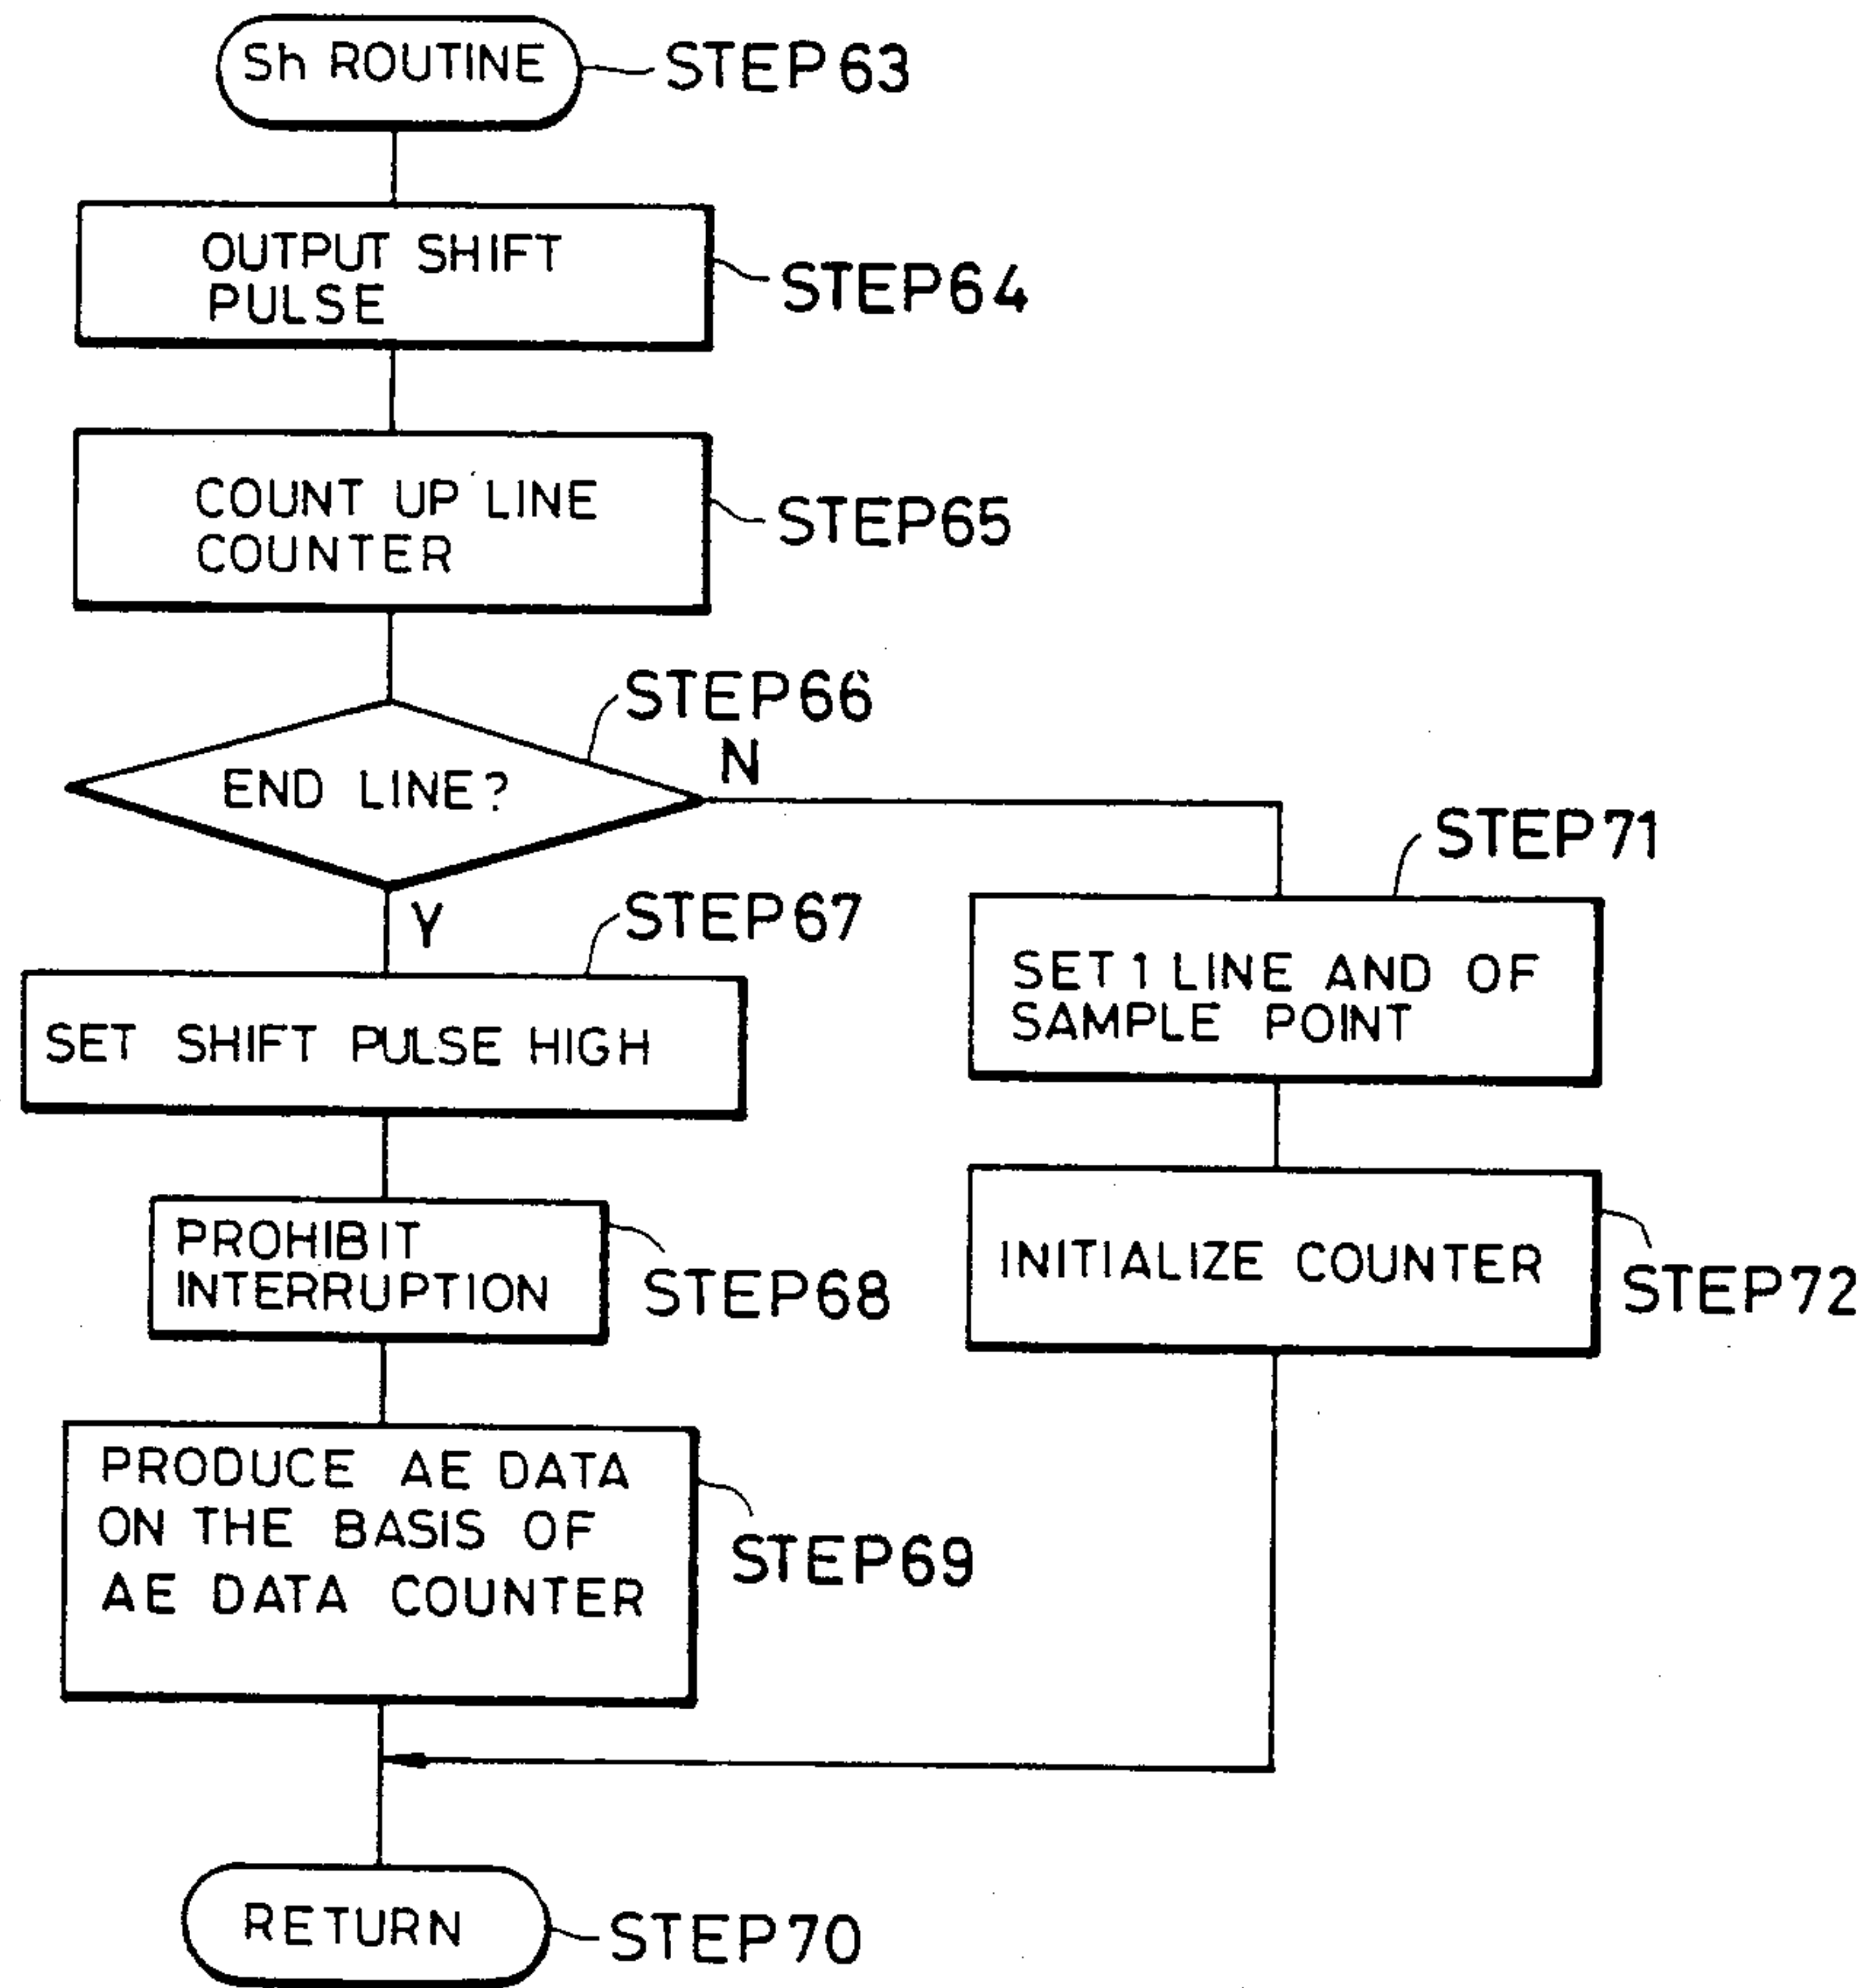 Sh ROUTINE
STEP 63
OUTPUT SHIFT
PULSE
STEP64
COUNT UP LINE
COUNTER
STEP65
END LINE?
STEP66
N
Y
STEP67
SET SHIFT PULSE HIGH
PROHIBIT
INTERRUPTION
STEP68
PRODUCE AE DATA
ON THE BASIS OF
AE DATA COUNTER
STEP69
RETURN
STEP70
STEP71
SET 1 LINE AND OF
SAMPLE POINT
INITIALIZE COUNTER
STEP72